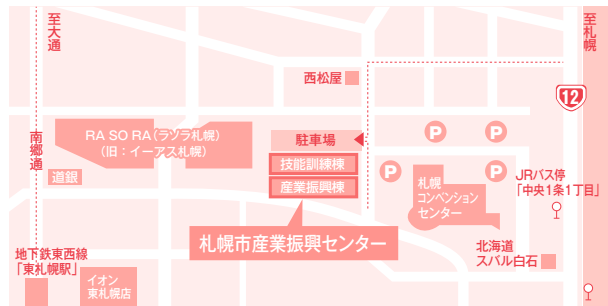 至大通
至札幌
西松屋
12
南郷通
RA SO RA（ラソラ札幌）
（旧：イーアス札幌）
駐車場
P
P
道銀
技能訓練棟
産業振興棟
P
P
札幌
コンベンション
センター
JRバス停
「中央1条1丁目」
札幌市産業振興センター
地下鉄東西線
「東札幌駅」
イオン
東札幌店
北海道
スバル白石